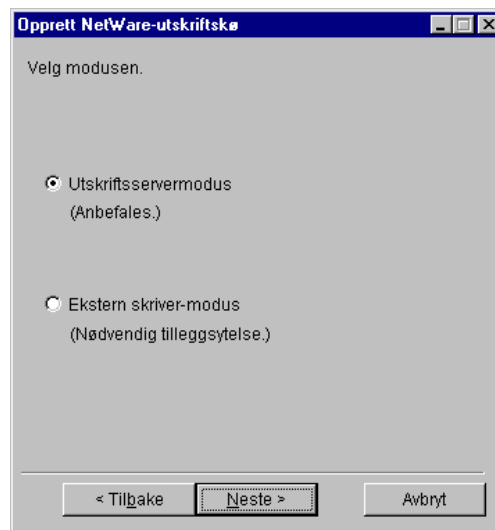 Opprett NetWare-utskriftskø
Velg modusen.
Utskriftsservermodus
(Anbefales.)
Ekstern skriver-modus
(Nødvendig tilleggsytelse.)
< Tilbake
Neste >
Avbryt